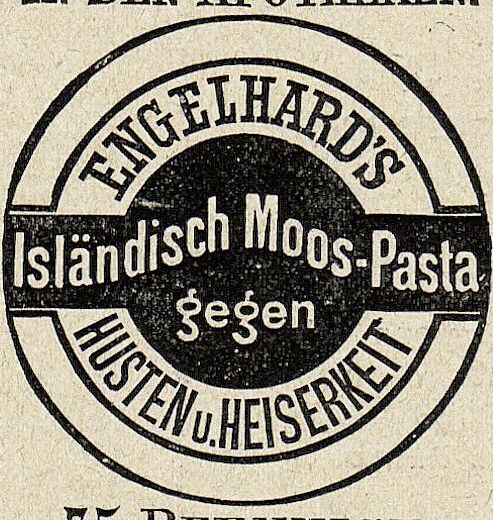 ENGELHARD'S
Isländisch Moos-Pasta
gegen
HUSTEN u. HEISERKEIT